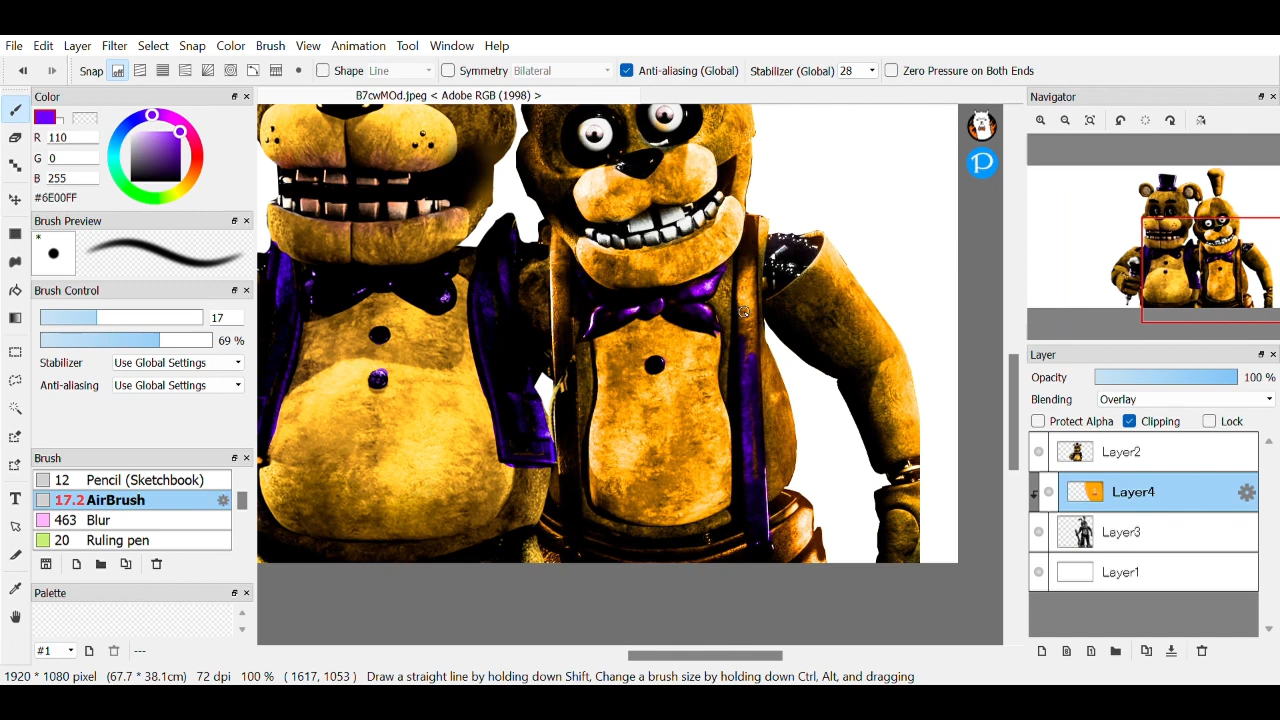 File Edit Layer Filter Select Snap Color Brush View Animation Tool Window Help
Snap off Shape Line Symmetry Bilateral Anti-aliasing (Global) Stabilizer (Global) 28 Zero Pressure on Both Ends
Color
B7cwMOd.jpeg < Adobe RGB (1998) >
Navigator
R 110
G 0
B 255
#6E00FF
Brush Preview
*
Brush Control
17
69 %
Stabilizer Use Global Settings
Anti-aliasing Use Global Settings
Brush
12 Pencil (Sketchbook)
17.2 AirBrush
463 Blur
20 Ruling pen
Palette
#1 ---
P
Layer
Opacity 100 %
Blending Overlay
Protect Alpha Clipping Lock
Layer2
Layer4
Layer3
Layer1
T
1920 * 1080 pixel (67.7 * 38.1cm) 72 dpi 100 % ( 1617, 1053 ) Draw a straight line by holding down Shift, Change a brush size by holding down Ctrl, Alt, and dragging